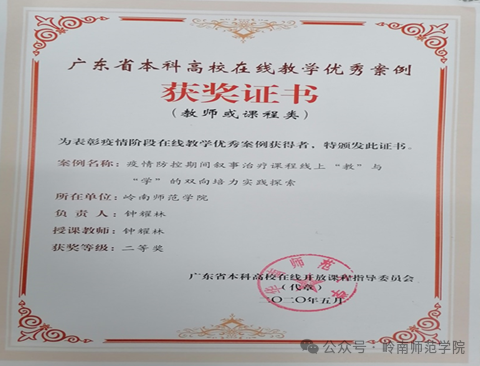 广东省本科高校在线教学优秀案例
获奖证书
（教师或课程类）
为表彰疫情阶段在线教学优秀案例获得者，特颁发此证书。
案例名称：疫情防控期间叙事治疗课程线上“教”与
“学”的双向培力实践探索
所在单位：岭南师范学院
负责人：钟耀林
授课教师：钟耀林
获奖等级：二等奖
广东省本科高校在线开放课程指导委员会
（代章）
二〇二〇年五月
公众号·岭南师范学院